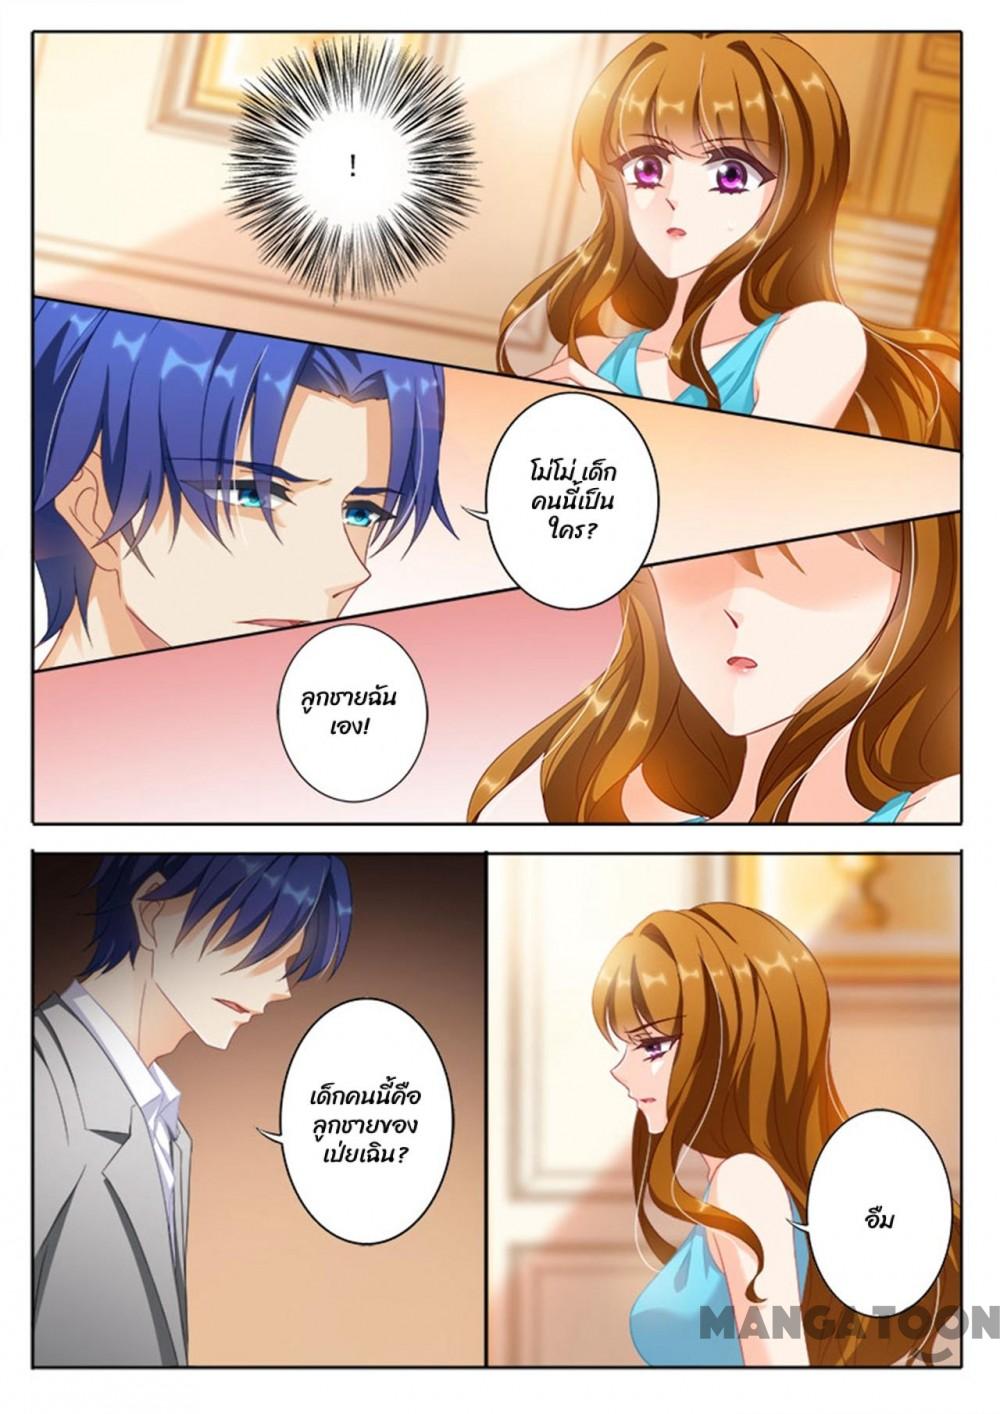 !
โม่โม่ เด็ก
คนนี้เป็น
ใคร?
ลูกชายฉัน
เอง!
เด็กคนนี้คือ
ลูกชายของ
เป่ยเฉิน?
อืม
MANGATOON